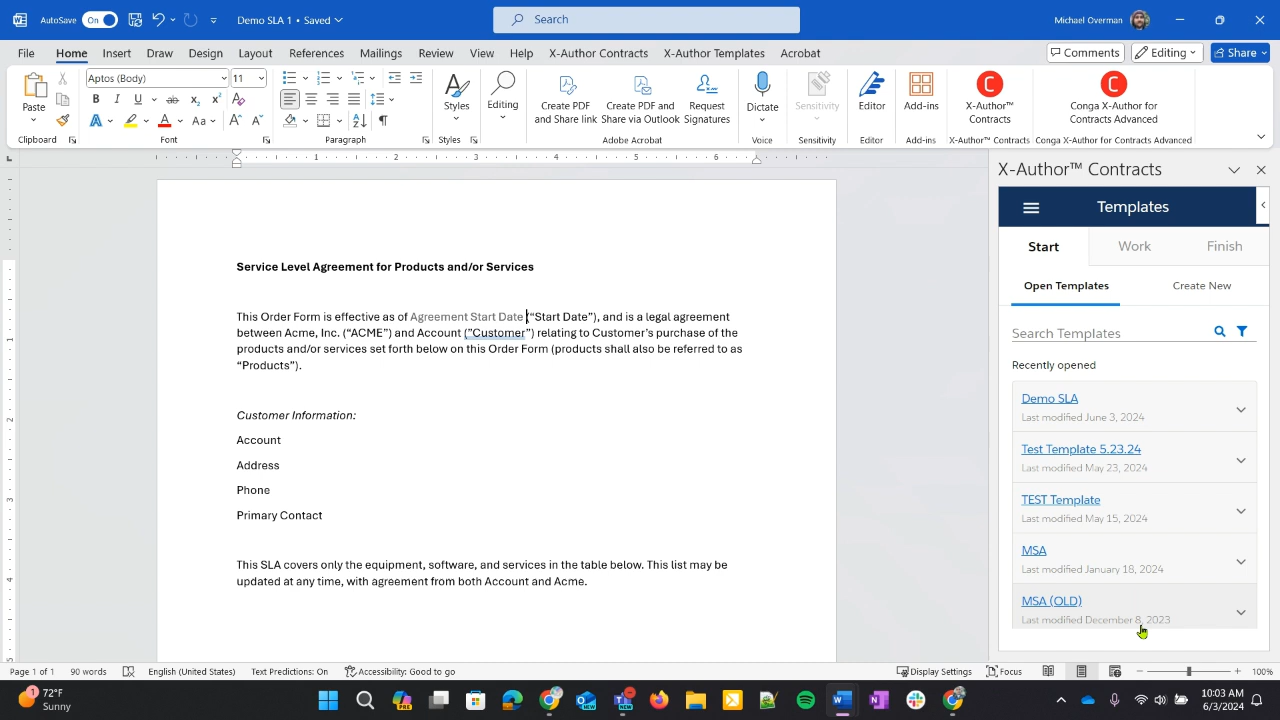 AutoSave On Demo SLA 1 • Saved Search Michael Overman
File Home Insert Draw Design Layout References Mailings Review View Help X-Author Contracts X-Author Templates Acrobat Comments Editing Share
Aptos (Body) 11
Paste Styles Editing Create PDF and Share link Create PDF and Share via Outlook Request Signatures Dictate Sensitivity Editor Add-ins X-Author™ Contracts Conga X-Author for Contracts Advanced
Clipboard Font Paragraph Styles Adobe Acrobat Voice Sensitivity Editor Add-ins X-Author™ Contracts Conga X-Author for Contracts Advanced
1 2 3 4 5 6
Service Level Agreement for Products and/or Services
This Order Form is effective as of Agreement Start Date (“Start Date”), and is a legal agreement
between Acme, Inc. (“ACME”) and Account (”Customer”) relating to Customer’s purchase of the
products and/or services set forth below on this Order Form (products shall also be referred to as
“Products”).
Customer Information:
Account
Address
Phone
Primary Contact
This SLA covers only the equipment, software, and services in the table below. This list may be
updated at any time, with agreement from both Account and Acme.
X-Author™ Contracts
Templates
Start Work Finish
Open Templates Create New
Search Templates
Recently opened
Demo SLA
Last modified June 3, 2024
Test Template 5.23.24
Last modified May 23, 2024
TEST Template
Last modified May 15, 2024
MSA
Last modified January 18, 2024
MSA (OLD)
Last modified December 8, 2023
Page 1 of 1 90 words English (United States) Text Predictions: On Accessibility: Good to go Display Settings Focus 100%
72°F
Sunny
10:03 AM
6/3/2024